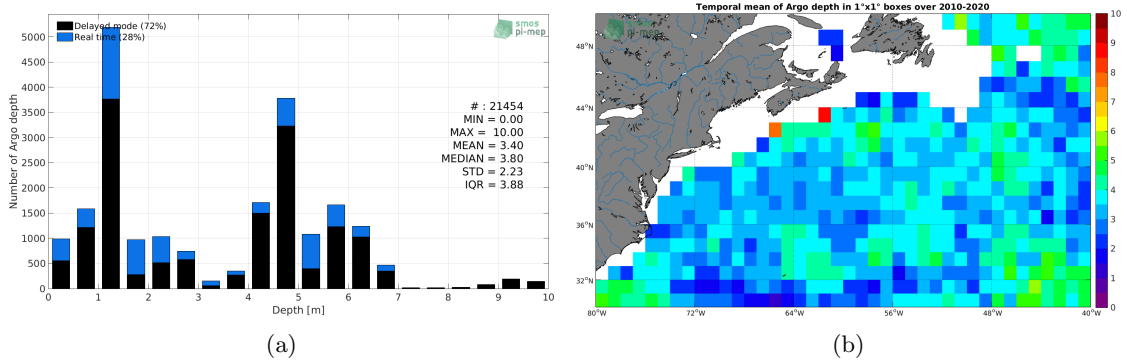 Delayed mode (72%)
Real time (28%)
smos
pi-mep
Number of Argo depth
5000
4500
4000
3500
3000
2500
2000
1500
1000
500
0
# : 21454
MIN = 0.00
MAX = 10.00
MEAN = 3.40
MEDIAN = 3.80
STD = 2.23
IQR = 3.88
0 1 2 3 4 5 6 7 8 9 10
Depth [m]
(a)
Temporal mean of Argo depth in 1°x1° boxes over 2010-2020
smos
pi-mep
48°N
44°N
40°N
36°N
32°N
80°W 72°W 64°W 56°W 48°W 40°W
10
9
8
7
6
5
4
3
2
1
0
(b)